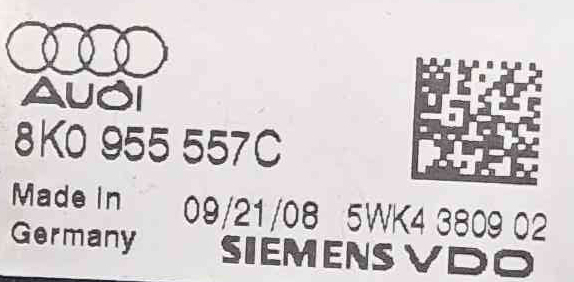 AUDI
8K0 955 557C
Made in
Germany
09/21/08 5WK4 3809 02
SIEMENS VDO